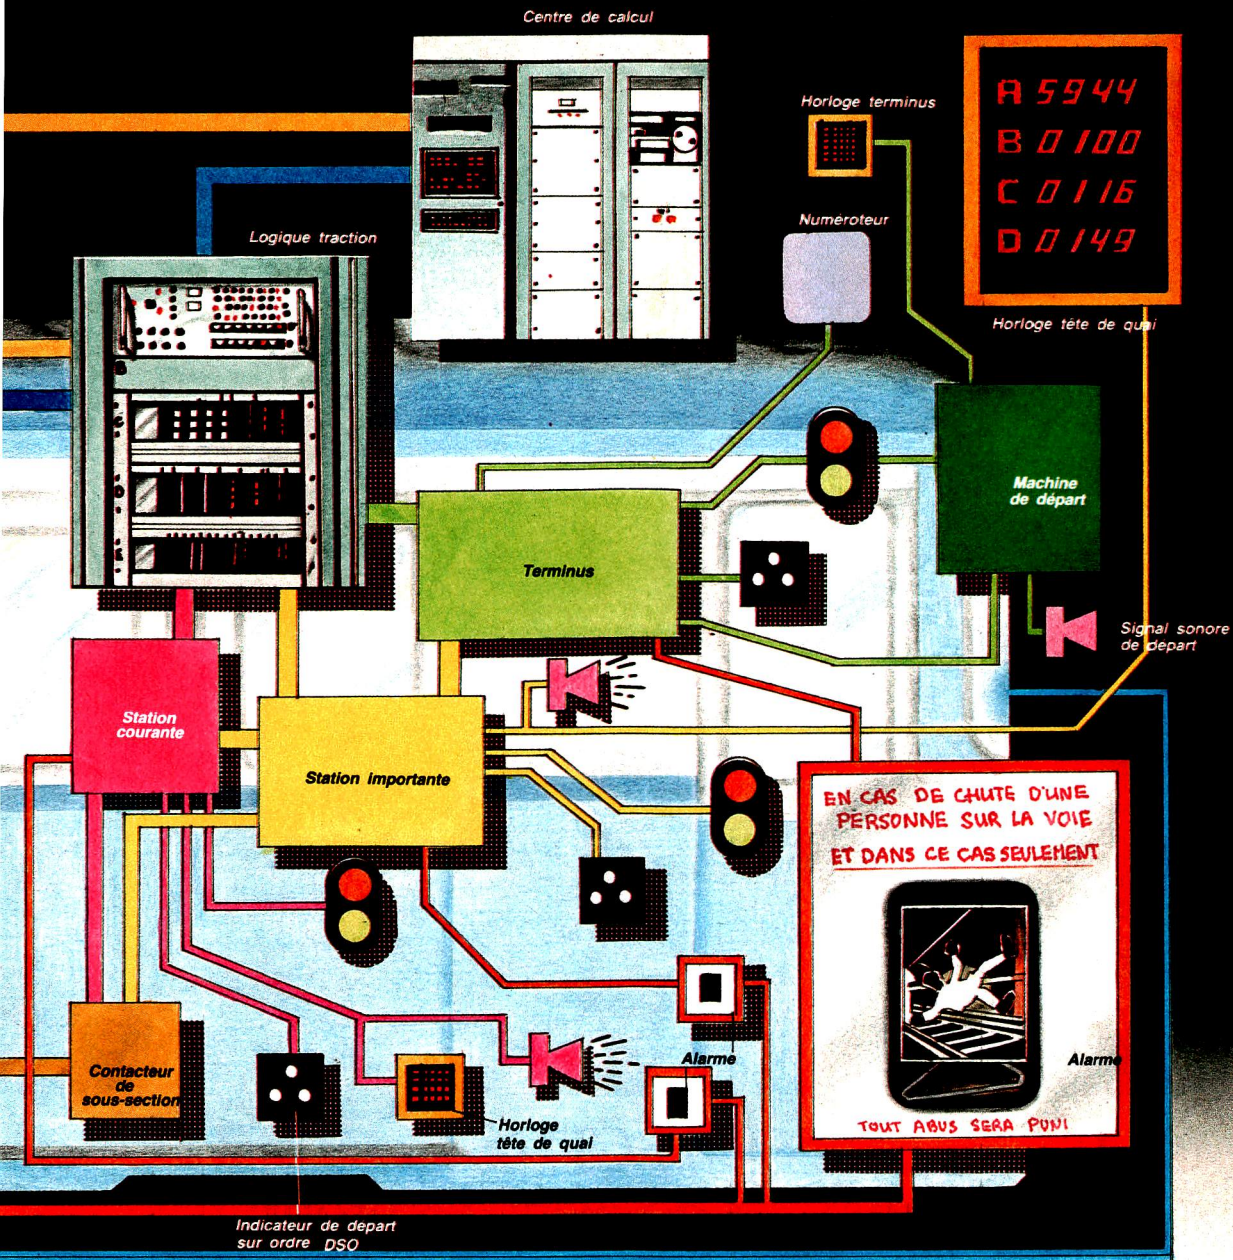 Centre de calcul
Horloge terminus
A 5944
B 0100
C 0116
D 0149
Numéroteur
Logique traction
Horloge tête de quai
Machine
de départ
Terminus
Signal sonore
de départ
Station
courante
Station importante
EN CAS DE CHUTE D'UNE
PERSONNE SUR LA VOIE
ET DANS CE CAS SEULEMENT
Alarme
Alarme
Contacteur
de
sous-section
Horloge
tête de quai
TOUT ABUS SERA PUNI
Indicateur de depart
sur ordre DSO